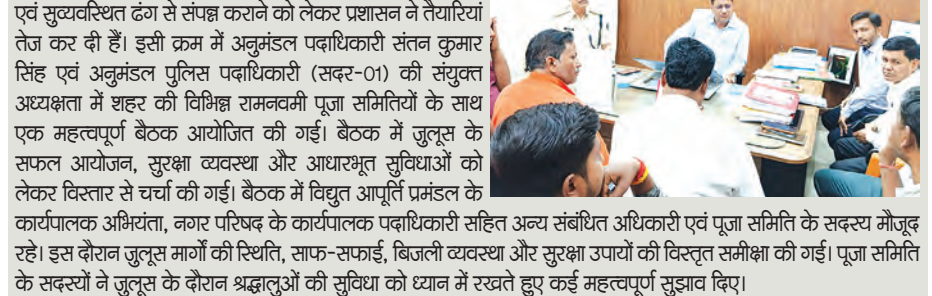 एवं सुव्यवस्थित ढंग से संपन्न कराने को लेकर प्रशासन ने तैयारियां
तेज कर दी हैं। इसी क्रम में अनुमंडल पदाधिकारी संतन कुमार
सिंह एवं अनुमंडल पुलिस पदाधिकारी (सदर-01) की संयुक्त
अध्यक्षता में शहर की विभिन्न रामनवमी पूजा समितियों के साथ
एक महत्वपूर्ण बैठक आयोजित की गई। बैठक में जुलूस के
सफल आयोजन, सुरक्षा व्यवस्था और आधारभूत सुविधाओं को
लेकर विस्तार से चर्चा की गई। बैठक में विद्युत आपूर्ति प्रमंडल के
कार्यपालक अभियंता, नगर परिषद के कार्यपालक पदाधिकारी सहित अन्य संबंधित अधिकारी एवं पूजा समिति के सदस्य मौजूद
रहे। इस दौरान जुलूस मार्गों की स्थिति, साफ-सफाई, बिजली व्यवस्था और सुरक्षा उपायों की विस्तृत समीक्षा की गई। पूजा समिति
के सदस्यों ने जुलूस के दौरान श्रद्धालुओं की सुविधा को ध्यान में रखते हुए कई महत्वपूर्ण सुझाव दिए।